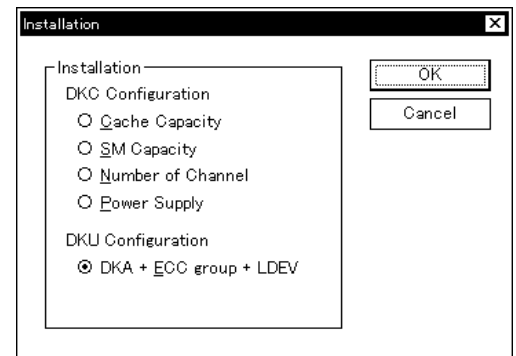 Installation
Installation
DKC Configuration
Cache Capacity
SM Capacity
Number of Channel
Power Supply
DKU Configuration
DKA + ECC group + LDEV
OK
Cancel